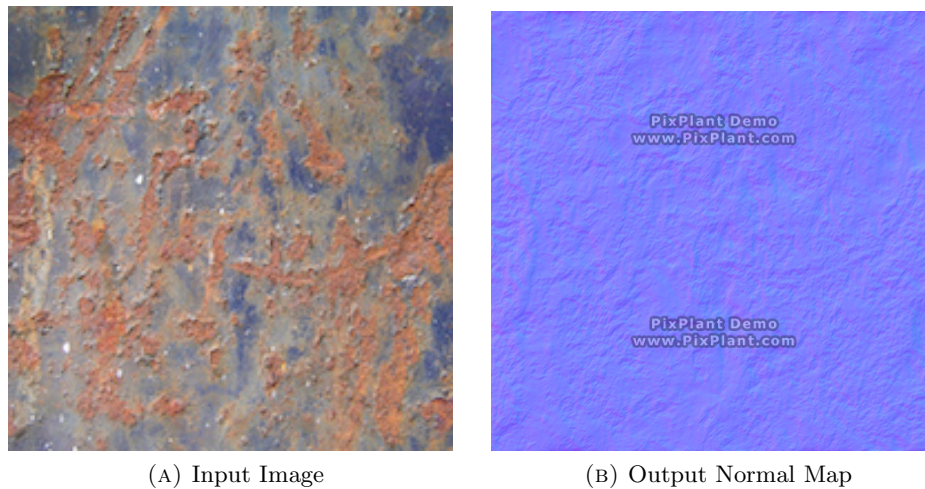 PixPlant Demo
www.PixPlant.com
PixPlant Demo
www.PixPlant.com
(A) Input Image
(B) Output Normal Map